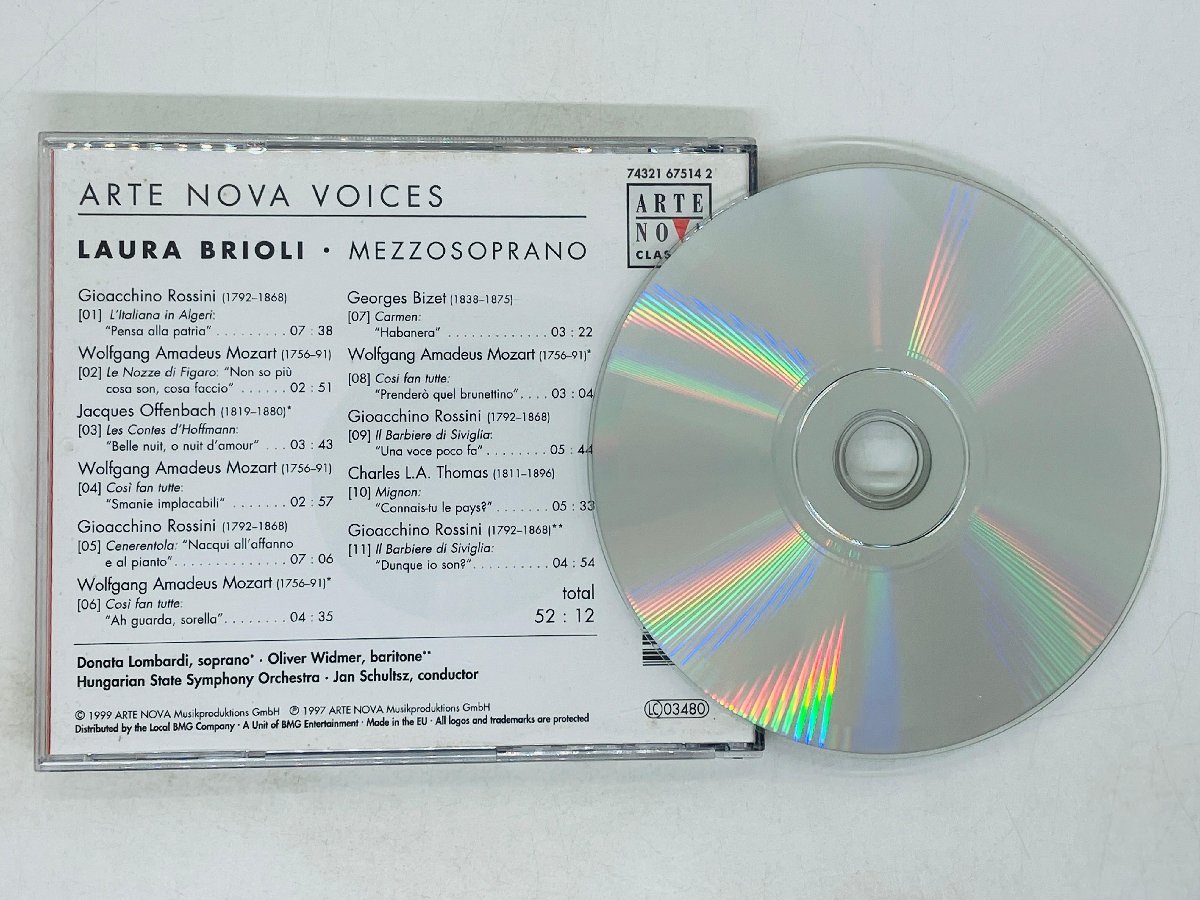 ARTE NOVA VOICES
LAURA BRIOLI · MEZZOSOPRANO
74321 67514 2
ARTE
Gioacchino Rossini (1792–1868)
[01] L'Italiana in Algeri:
"Pensa alla patria" ......... 07 : 38
Wolfgang Amadeus Mozart (1756–91)
[02] Le Nozze di Figaro: "Non so più
cosa son, cosa faccio" ...... 02 : 51
Jacques Offenbach (1819–1880)*
[03] Les Contes d'Hoffmann:
"Belle nuit, o nuit d'amour" ... 03 : 43
Wolfgang Amadeus Mozart (1756–91)
[04] Così fan tutte:
"Smanie implacabili" ........ 02 : 57
Gioacchino Rossini (1792–1868)
[05] Cenerentola: "Nacqui all'affanno
e al pianto" .............. 07 : 06
Wolfgang Amadeus Mozart (1756–91)*
[06] Così fan tutte:
"Ah guarda, sorella" ........ 04 : 35
Georges Bizet (1838–1875)
[07] Carmen:
"Habanera" ............. 03 : 22
Wolfgang Amadeus Mozart (1756–91)*
[08] Così fan tutte:
"Prenderò quel brunettino" .... 03 : 04
Gioacchino Rossini (1792–1868)
[09] Il Barbiere di Siviglia:
"Una voce poco fa" ........ 05 : 44
Charles L.A. Thomas (1811–1896)
[10] Mignon:
"Connais-tu le pays?" ....... 05 : 33
Gioacchino Rossini (1792–1868)**
[11] Il Barbiere di Siviglia:
"Dunque io son?" .......... 04 : 54
total
52 : 12
Donata Lombardi, soprano* · Oliver Widmer, baritone**
Hungarian State Symphony Orchestra · Jan Schultsz, conductor
© 1999 ARTE NOVA Musikproduktions GmbH ℗ 1997 ARTE NOVA Musikproduktions GmbH
Distributed by the Local BMG Company · A Unit of BMG Entertainment · Made in the EU · All logos and trademarks are protected
LC 03480